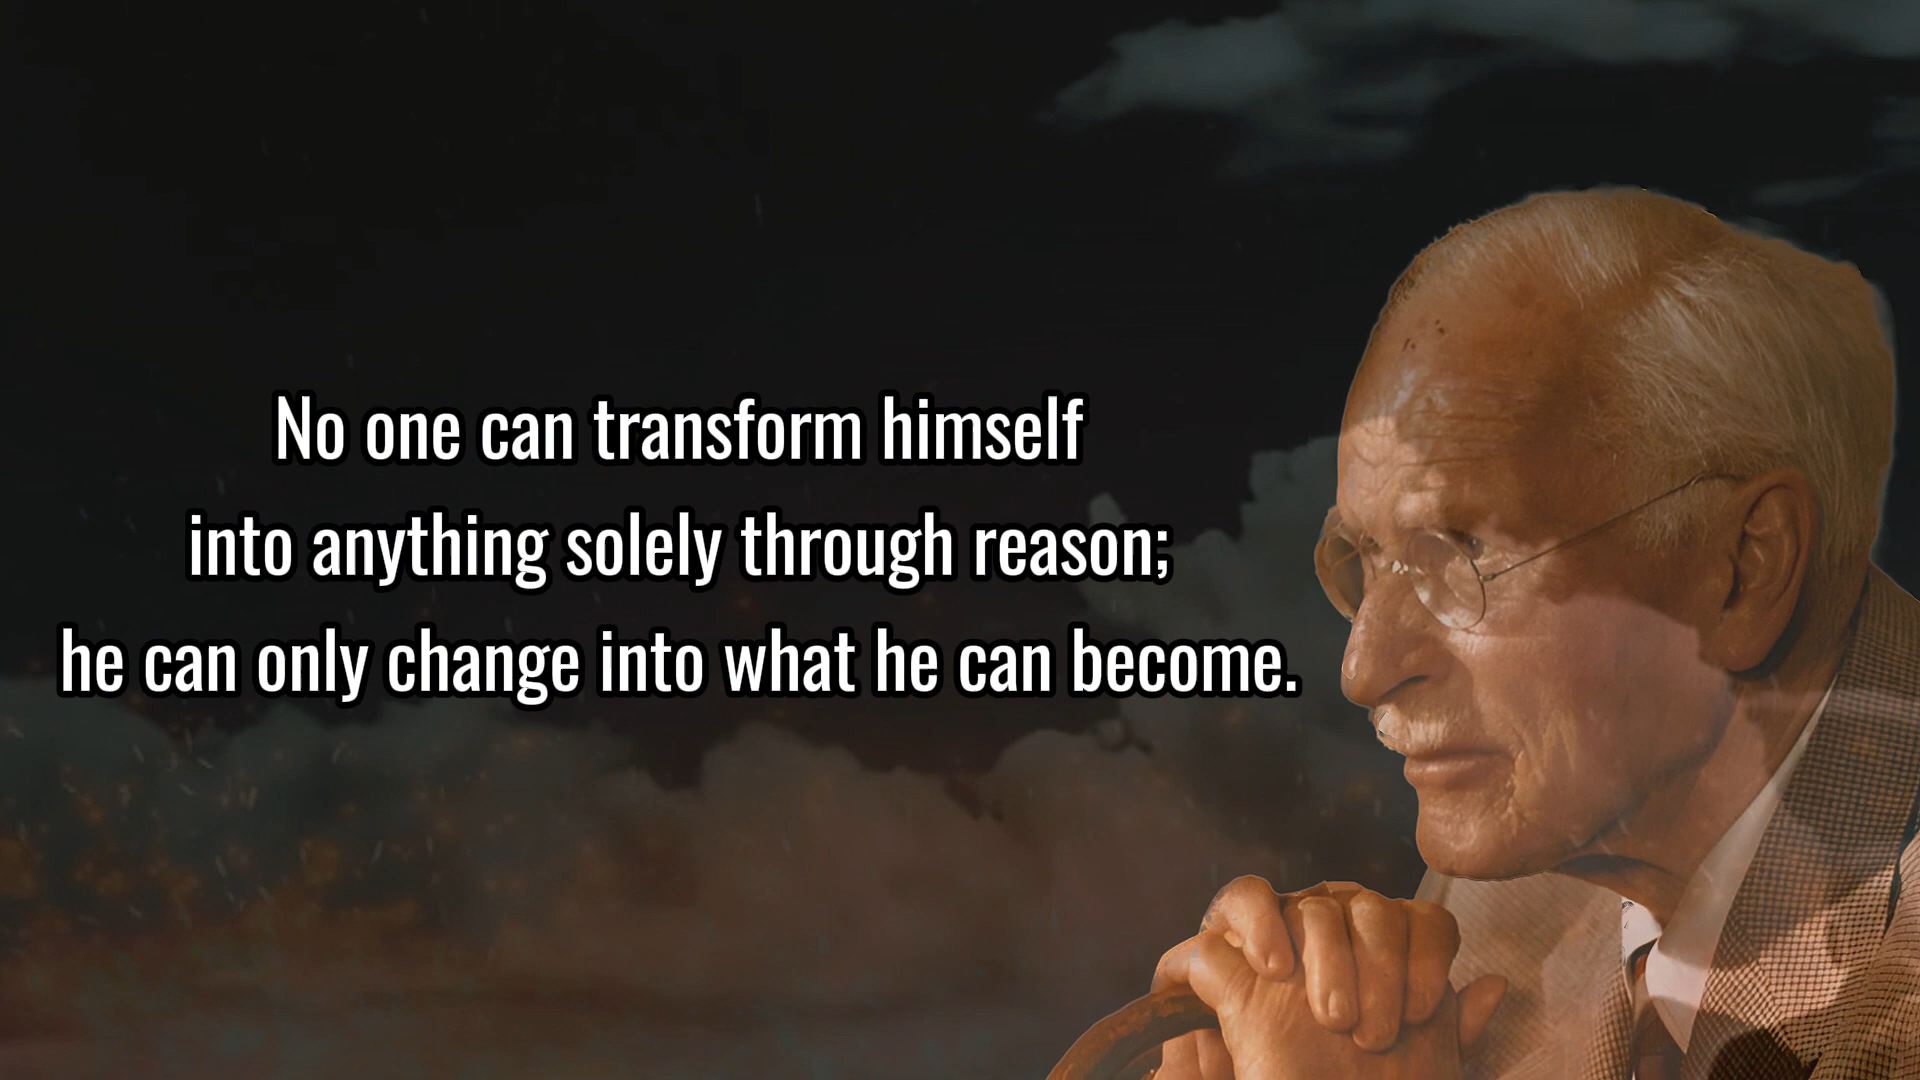 No one can transform himself
into anything solely through reason;
he can only change into what he can become.